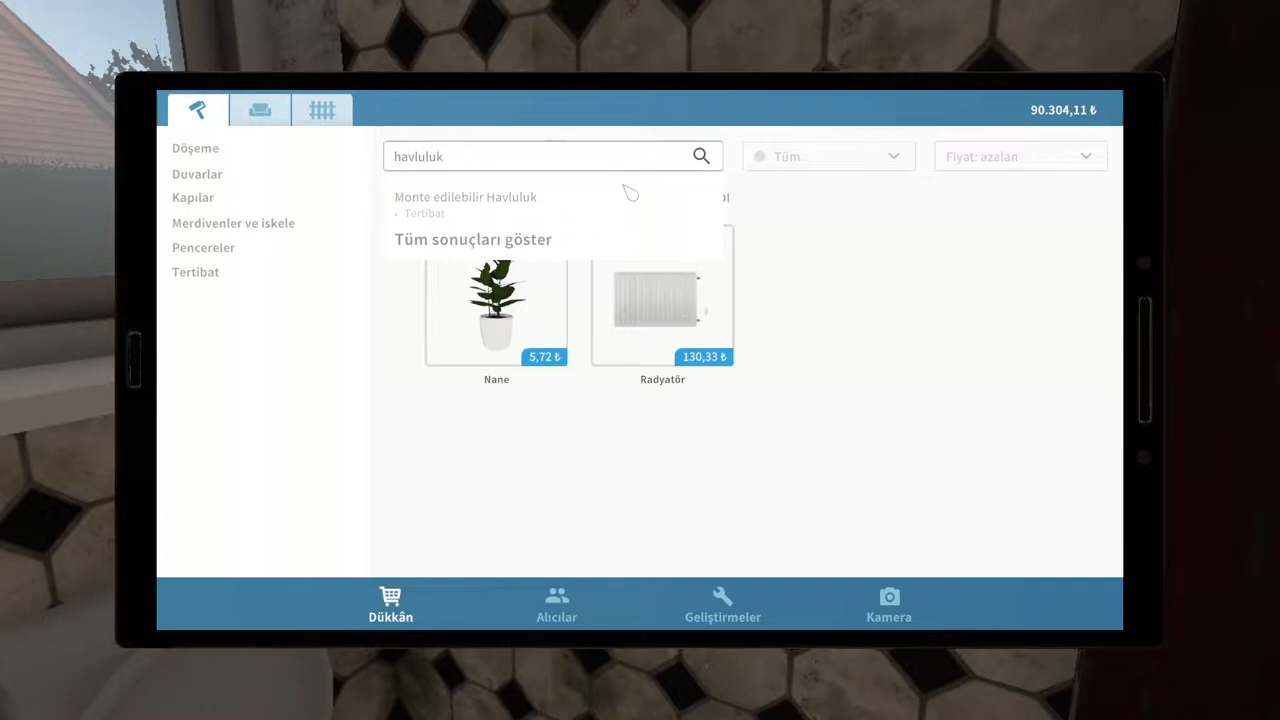 90.304,11 ₺
Döşeme
Duvarlar
Kapılar
Merdivenler ve iskele
Pencereler
Tertibat
havluluk
Tüm
Fiyat: azalan
Monte edilebilir Havluluk
• Tertibat
Tüm sonuçları göster
5,72 ₺
130,33 ₺
Nane
Radyatör
Dükkân
Alıcılar
Geliştirmeler
Kamera